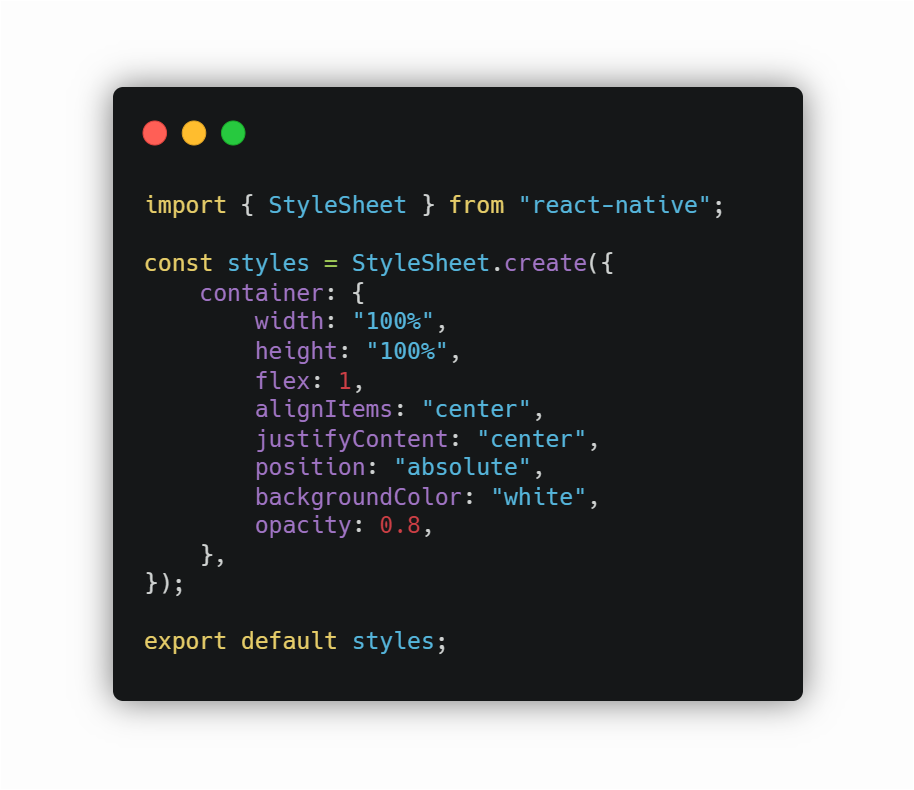 import { StyleSheet } from "react-native";
const styles = StyleSheet.create({
    container: {
        width: "100%",
        height: "100%",
        flex: 1,
        alignItems: "center",
        justifyContent: "center",
        position: "absolute",
        backgroundColor: "white",
        opacity: 0.8,
    },
});
export default styles;